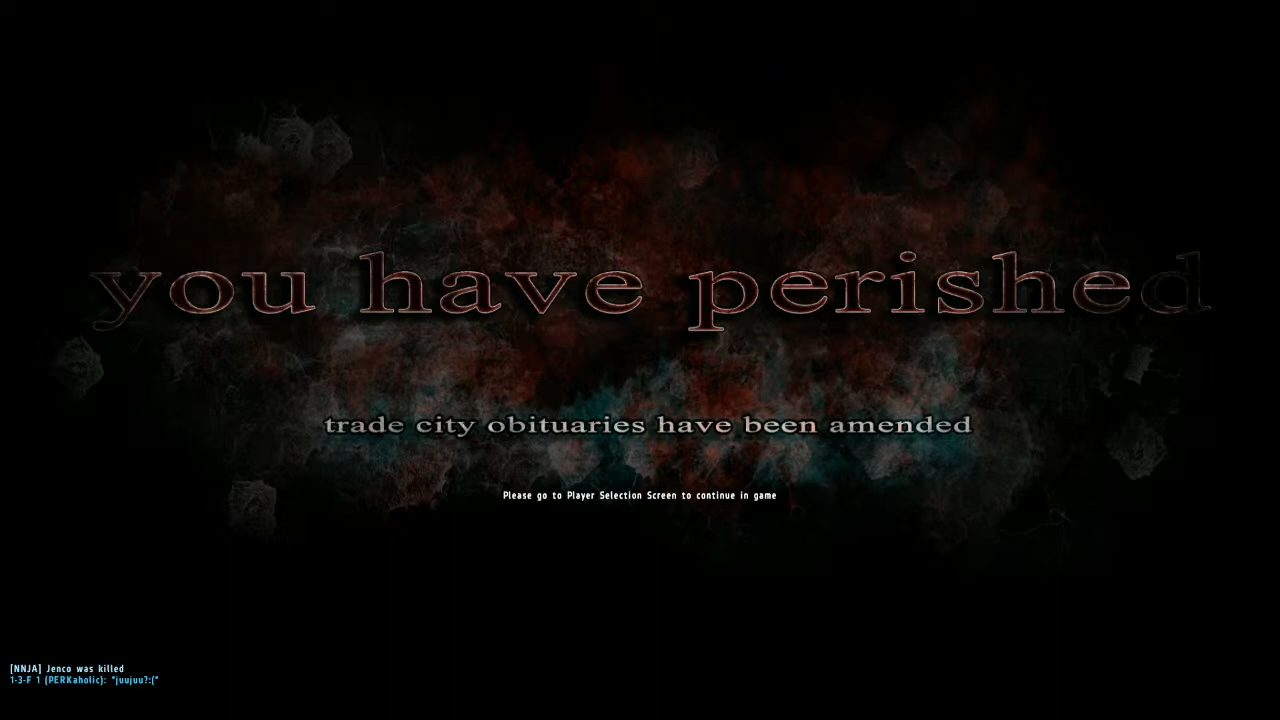 you have perished
trade city obituaries have been amended
Please go to Player Selection Screen to continue in game
[NNJA] Jenco was killed
1-3-F 1 (PERKaholic): "juujuu?:("